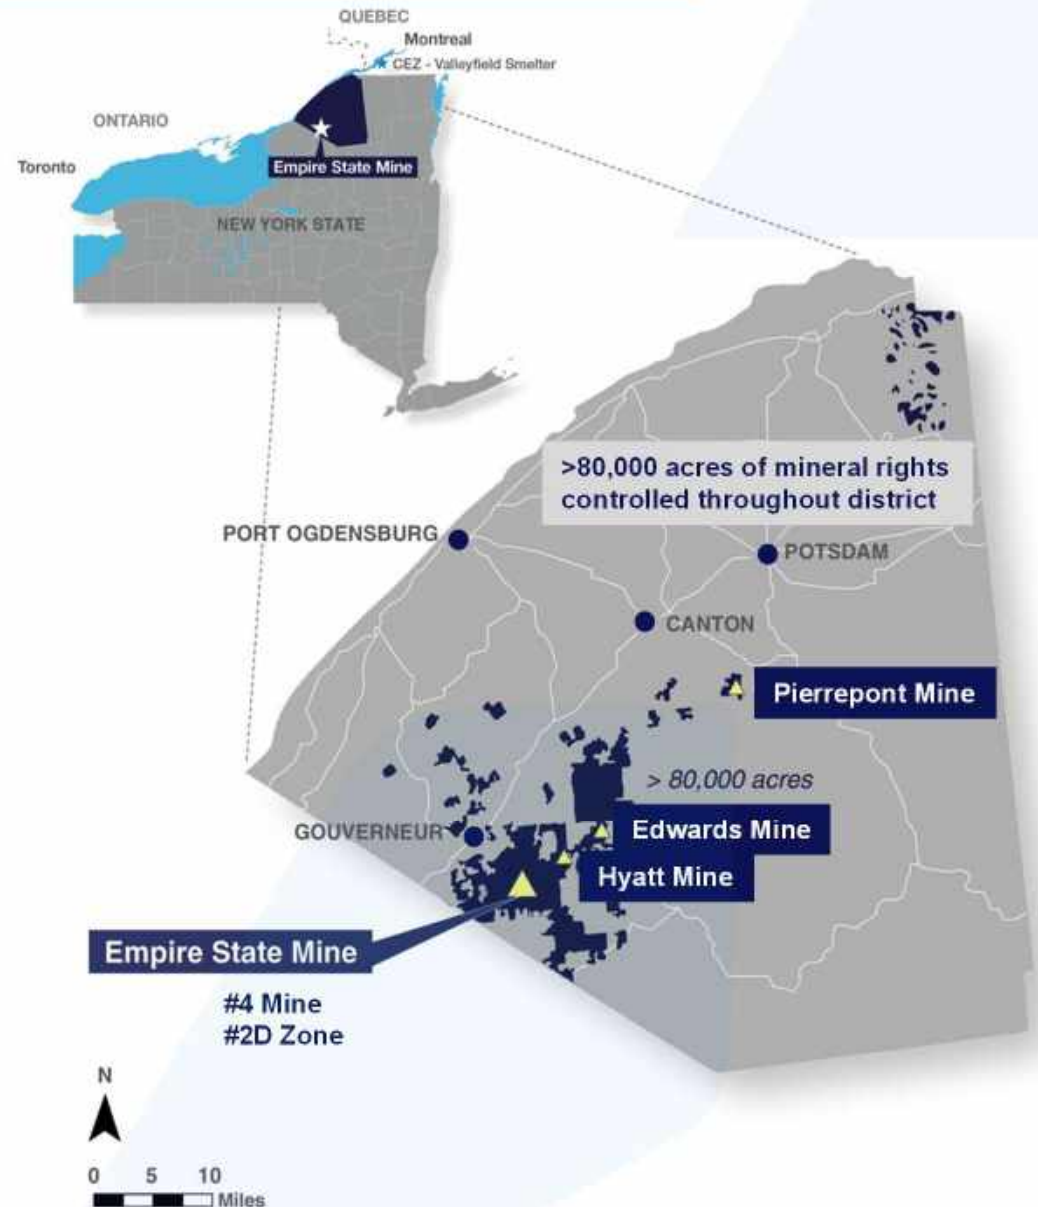 QUEBEC
Montreal
CEZ - Valleyfield Smelter
ONTARIO
Toronto
Empire State Mine
NEW YORK STATE
>80,000 acres of mineral rights
controlled throughout district
PORT OGDENSBURG
POTSDAM
CANTON
Pierrepont Mine
> 80,000 acres
GOUVERNEUR
Edwards Mine
Hyatt Mine
Empire State Mine
#4 Mine
#2D Zone
N
0 5 10
Miles